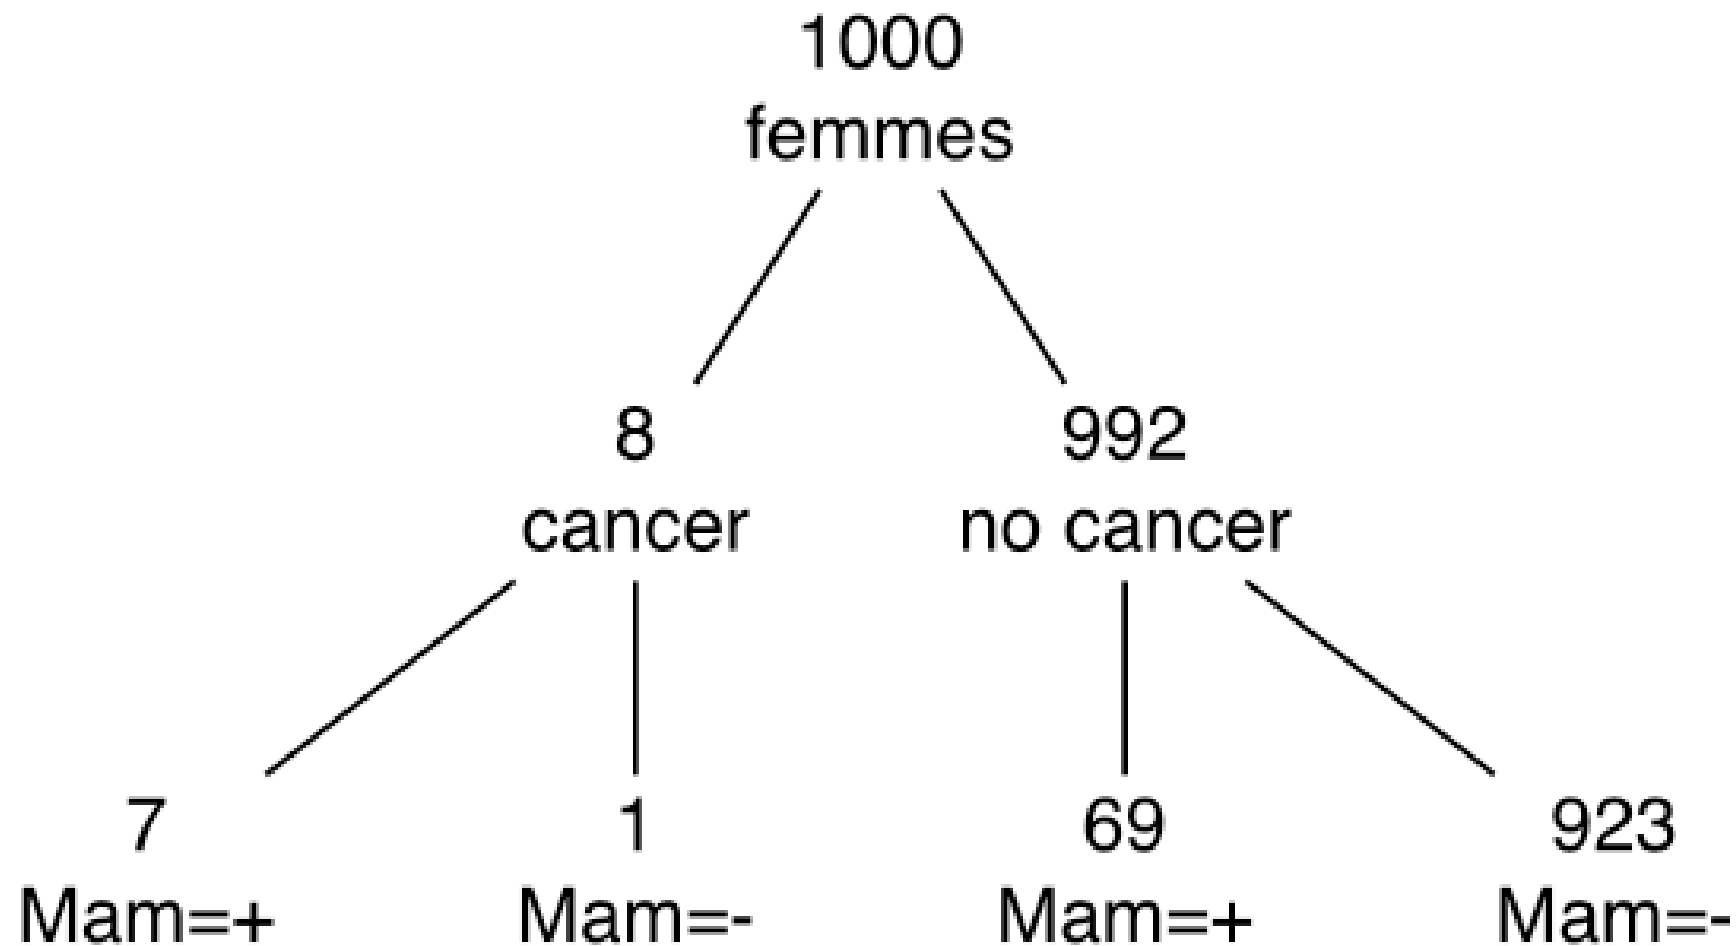 1000
femmes
8 992
cancer no cancer
7 1 69 923
Mam=+ Mam=- Mam=+ Mam=-